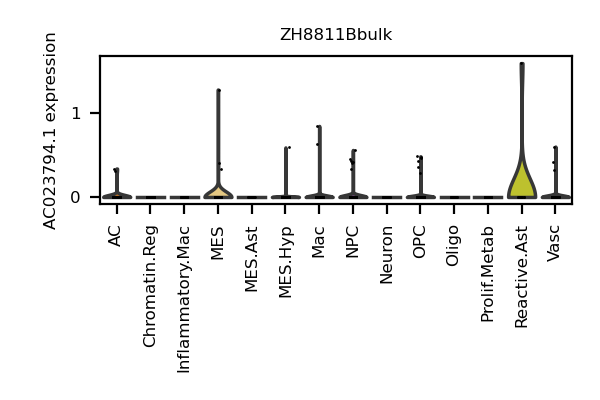 ZH8811Bbulk
AC023794.1 expression
1
0
AC
Chromatin.Reg
Inflammatory.Mac
MES
MES.Ast
MES.Hyp
Mac
NPC
Neuron
OPC
Oligo
Prolif.Metab
Reactive.Ast
Vasc